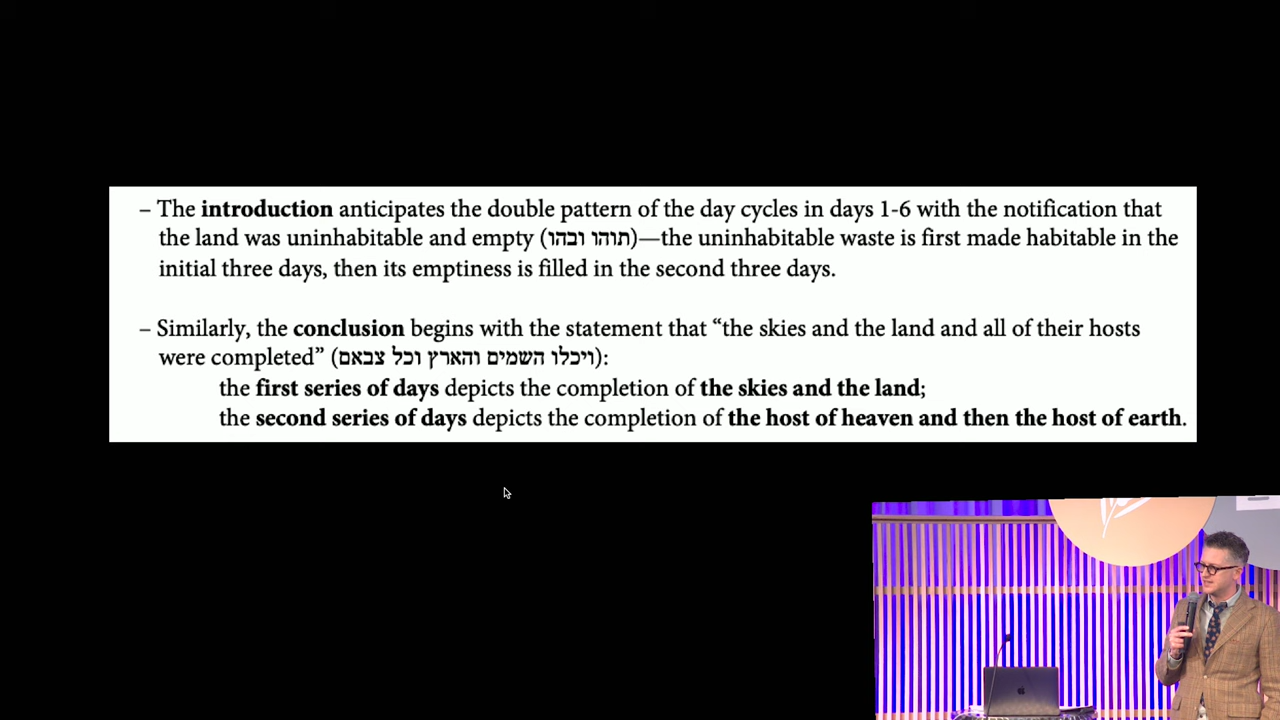 – The introduction anticipates the double pattern of the day cycles in days 1-6 with the notification that
the land was uninhabitable and empty (תוהו ובהו)—the uninhabitable waste is first made habitable in the
initial three days, then its emptiness is filled in the second three days.
– Similarly, the conclusion begins with the statement that “the skies and the land and all of their hosts
were completed” (ויכלו השמים והארץ וכל צבאם):
the first series of days depicts the completion of the skies and the land;
the second series of days depicts the completion of the host of heaven and then the host of earth.